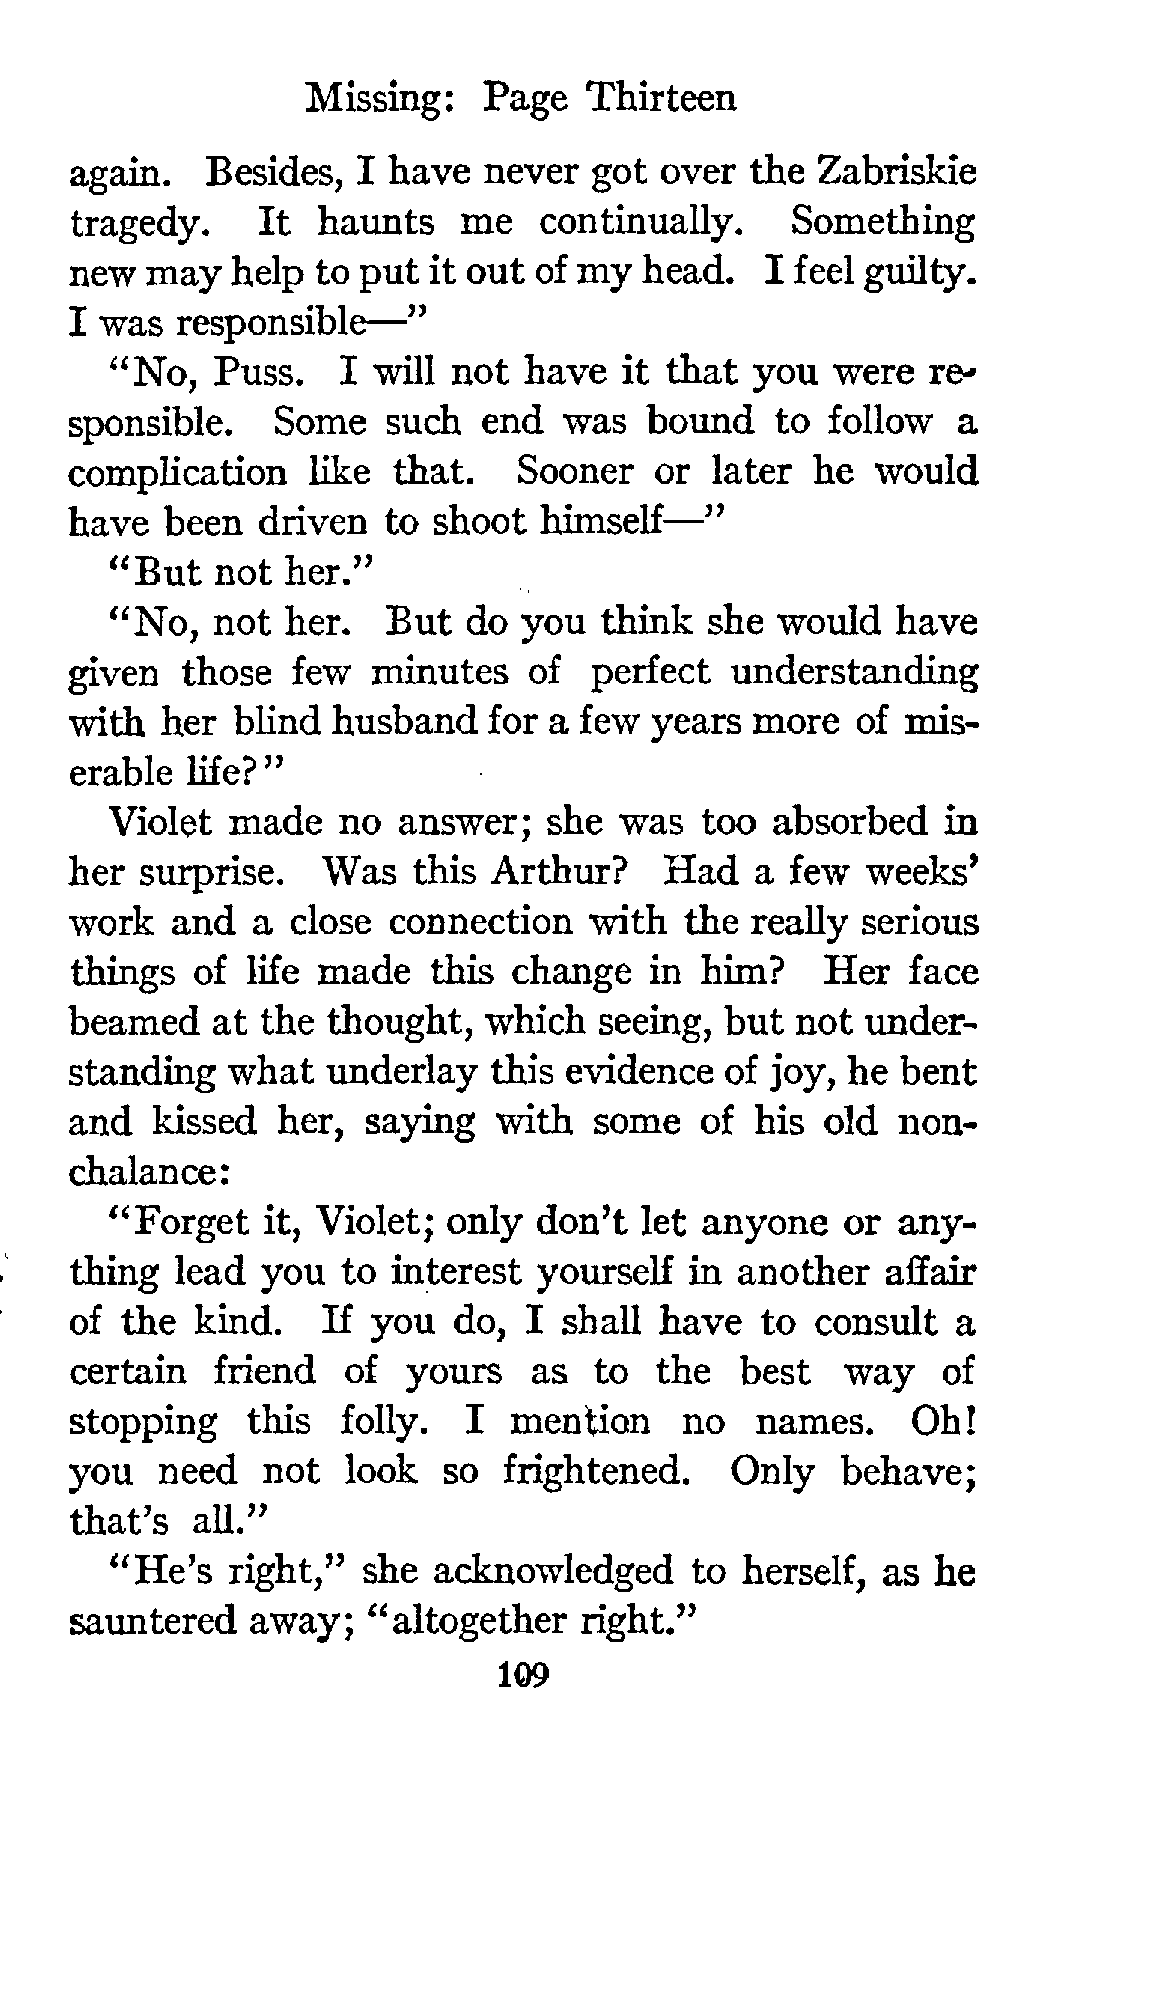 Missing: Page Thirteen
again. Besides, I have never got over the Zabriskie
tragedy. It haunts me continually. Something
new may help to put it out of my head. I feel guilty.
I was responsible—”
“No, Puss. I will not have it that you were re-
sponsible. Some such end was bound to follow a
complication like that. Sooner or later he would
have been driven to shoot himself—”
“But not her.”
“No, not her. But do you think she would have
given those few minutes of perfect understanding
with her blind husband for a few years more of mis-
erable life?”
Violet made no answer; she was too absorbed in
her surprise. Was this Arthur? Had a few weeks’
work and a close connection with the really serious
things of life made this change in him? Her face
beamed at the thought, which seeing, but not under-
standing what underlay this evidence of joy, he bent
and kissed her, saying with some of his old non-
chalance:
“Forget it, Violet; only don’t let anyone or any-
thing lead you to interest yourself in another affair
of the kind. If you do, I shall have to consult a
certain friend of yours as to the best way of
stopping this folly. I mention no names. Oh!
you need not look so frightened. Only behave;
that’s all.”
“He’s right,” she acknowledged to herself, as he
sauntered away; “altogether right.”
109